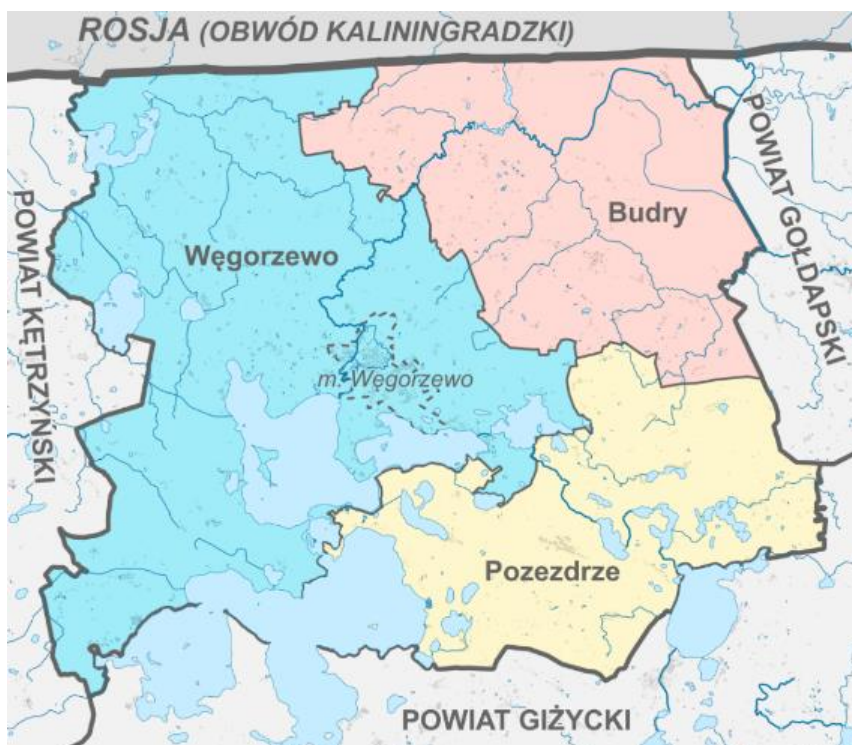 ROSJA (OBWÓD KALININGRADZKI)
POWIAT GOŁDAPSKI
POWIAT KĘTRZYŃSKI
Budry
Węgorzewo
m. Węgorzewo
Pozezdrze
POWIAT GIŻYCKI